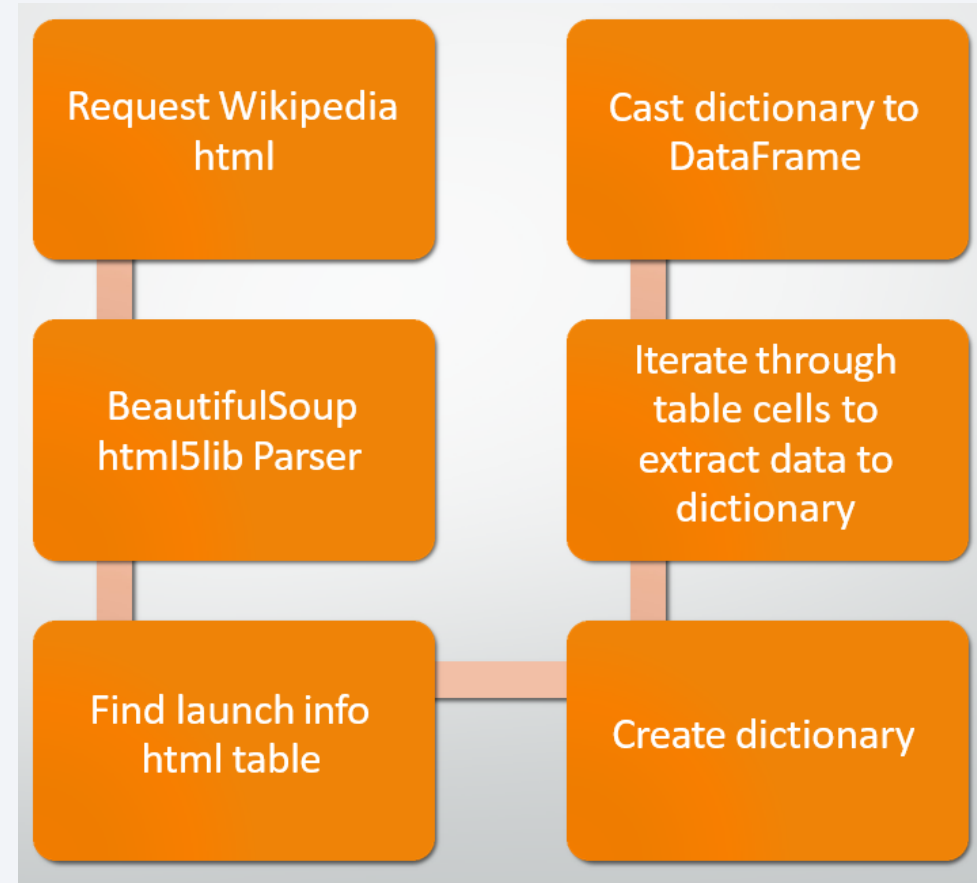 Request Wikipedia
html
BeautifulSoup
html5lib Parser
Find launch info
html table
Create dictionary
Iterate through
table cells to
extract data to
dictionary
Cast dictionary to
DataFrame